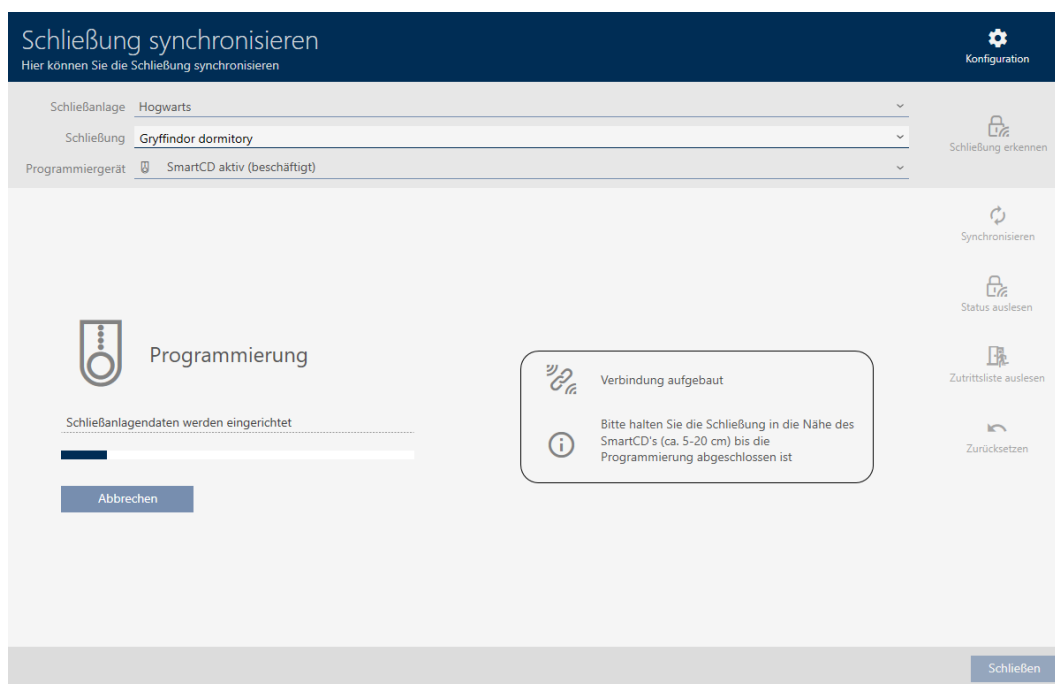 Schließung synchronisieren
Hier können Sie die Schließung synchronisieren
Konfiguration
Schließanlage Hogwarts
Schließung Gryffindor dormitory
Programmiergerät SmartCD aktiv (beschäftigt)
Schließung erkennen
Synchronisieren
Status auslesen
Zutrittsliste auslesen
Zurücksetzen
Programmierung
Schließanlagendaten werden eingerichtet
Abbrechen
Verbindung aufgebaut
Bitte halten Sie die Schließung in die Nähe des
SmartCD's (ca. 5-20 cm) bis die
Programmierung abgeschlossen ist
Schließen